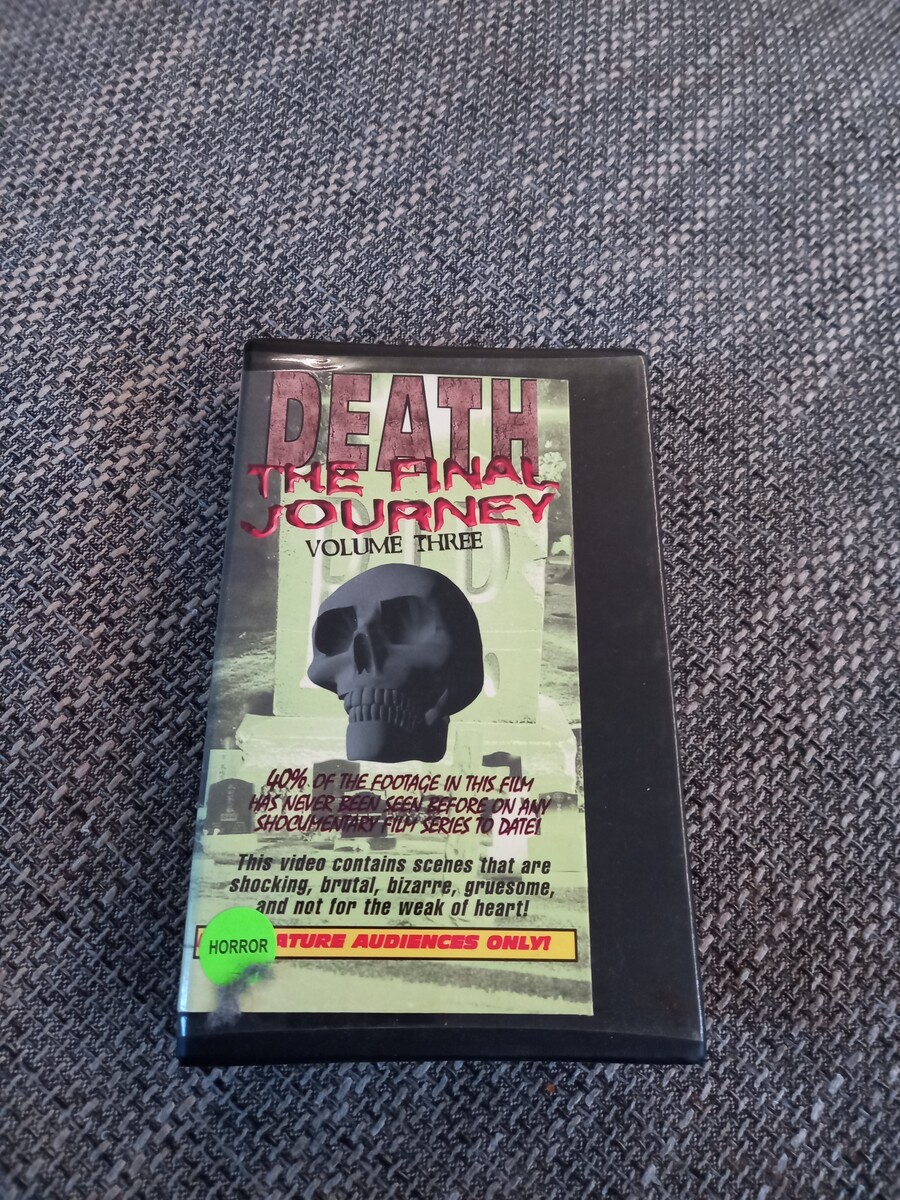 DEATH
THE FINAL
JOURNEY
VOLUME THREE
40% OF THE FOOTAGE IN THIS FILM
HAS NEVER BEEN SEEN BEFORE ON ANY
SHOCUMENTARY FILM SERIES TO DATE!
This video contains scenes that are
shocking, brutal, bizarre, gruesome,
and not for the weak of heart!
HORROR
AUDIENCES ONLY!